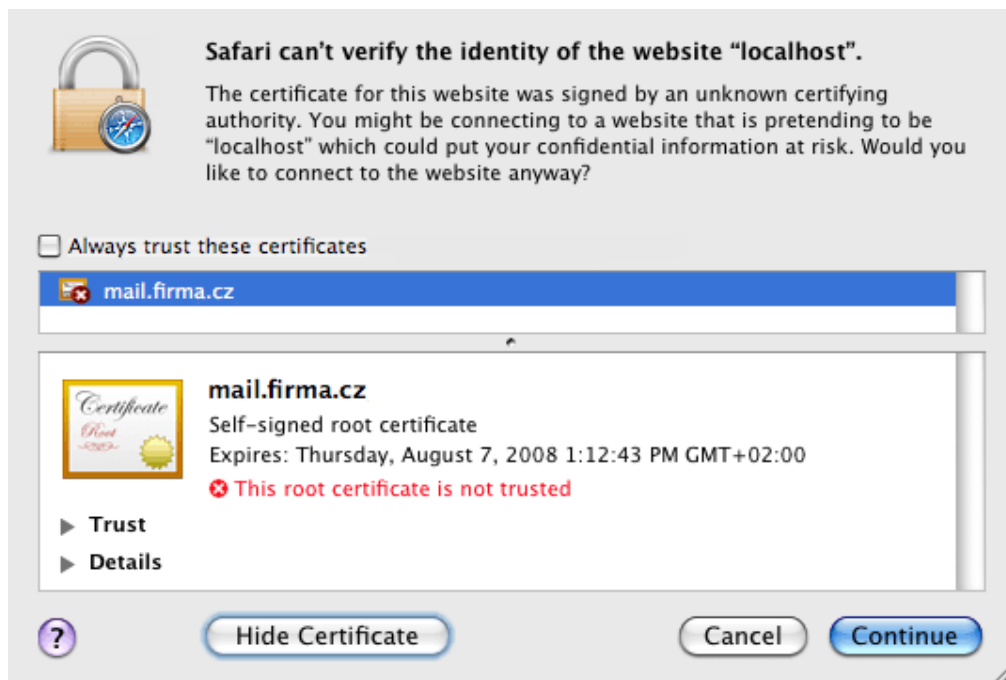 Safari can't verify the identity of the website “localhost”.
The certificate for this website was signed by an unknown certifying
authority. You might be connecting to a website that is pretending to be
“localhost” which could put your confidential information at risk. Would you
like to connect to the website anyway?
Always trust these certificates
mail.firma.cz
Certificate
Root
mail.firma.cz
Self-signed root certificate
Expires: Thursday, August 7, 2008 1:12:43 PM GMT+02:00
This root certificate is not trusted
Trust
Details
?
Hide Certificate
Cancel
Continue